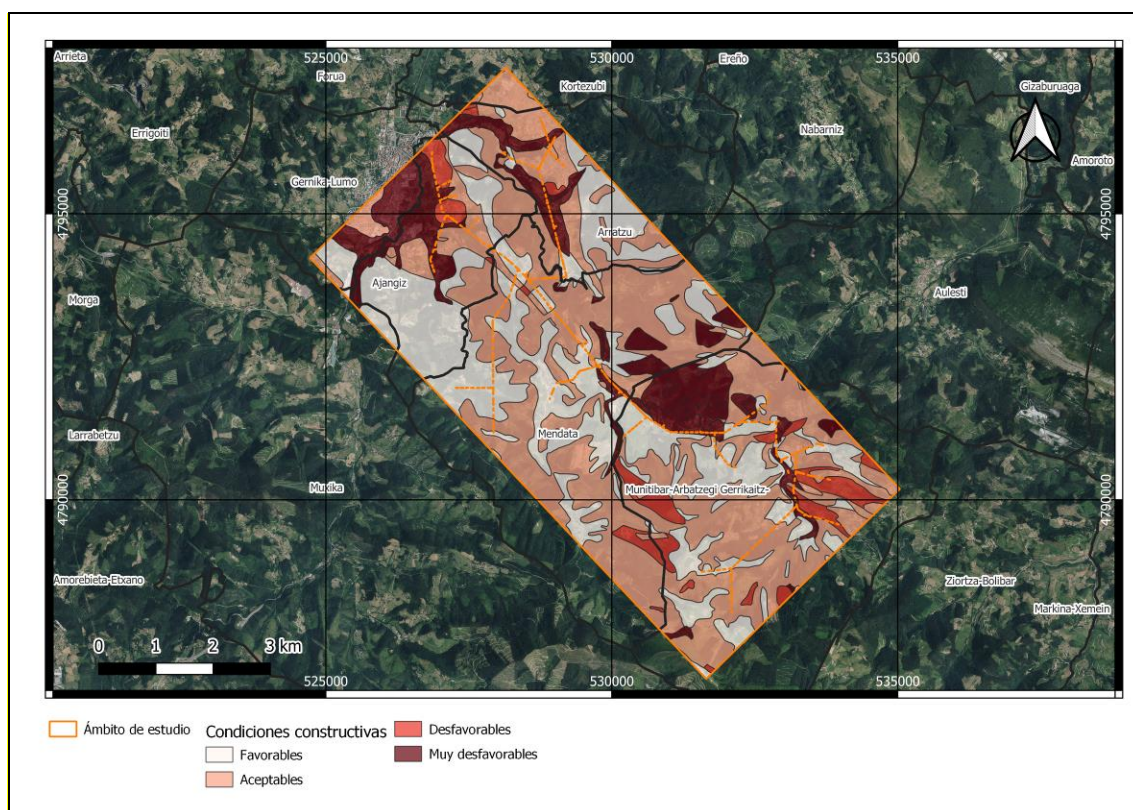 Arrieta
525000
530000
Ereño
535000
Forua
Kortezubi
Gizaburuaga
Errigoiti
Nabarniz
Amoroto
Gernika-Lumo
4795000
4795000
Arratzu
Ajangiz
Morga
Aulesti
Larrabetzu
Mendata
Muxika
Munitibar-Arbatzegi Gerrikaitz-
4790000
4790000
Amorebieta-Etxano
Ziortza-Bolibar
Markina-Xemein
0 1 2 3 km
525000
530000
535000
Ámbito de estudio
Condiciones constructivas
Favorables
Aceptables
Desfavorables
Muy desfavorables